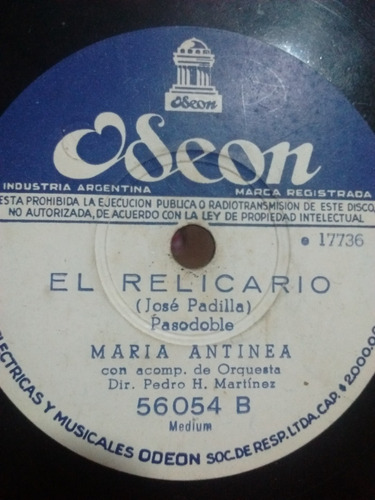 Odeon
Odeon
INDUSTRIA ARGENTINA MARCA REGISTRADA
ESTA PROHIBIDA LA EJECUCION PUBLICA O RADIOTRANSMISION DE ESTE DISCO,
NO AUTORIZADA, DE ACUERDO CON LA LEY DE PROPIEDAD INTELECTUAL
17736
EL RELICARIO
(José Padilla)
Pasodoble
MARIA ANTINEA
con acomp. de Orquesta
Dir. Pedro H. Martínez
56054 B
Medium
ELECTRICAS Y MUSICALES ODEON SOC. DE RESP. LTDA. CAP. $2.000.00